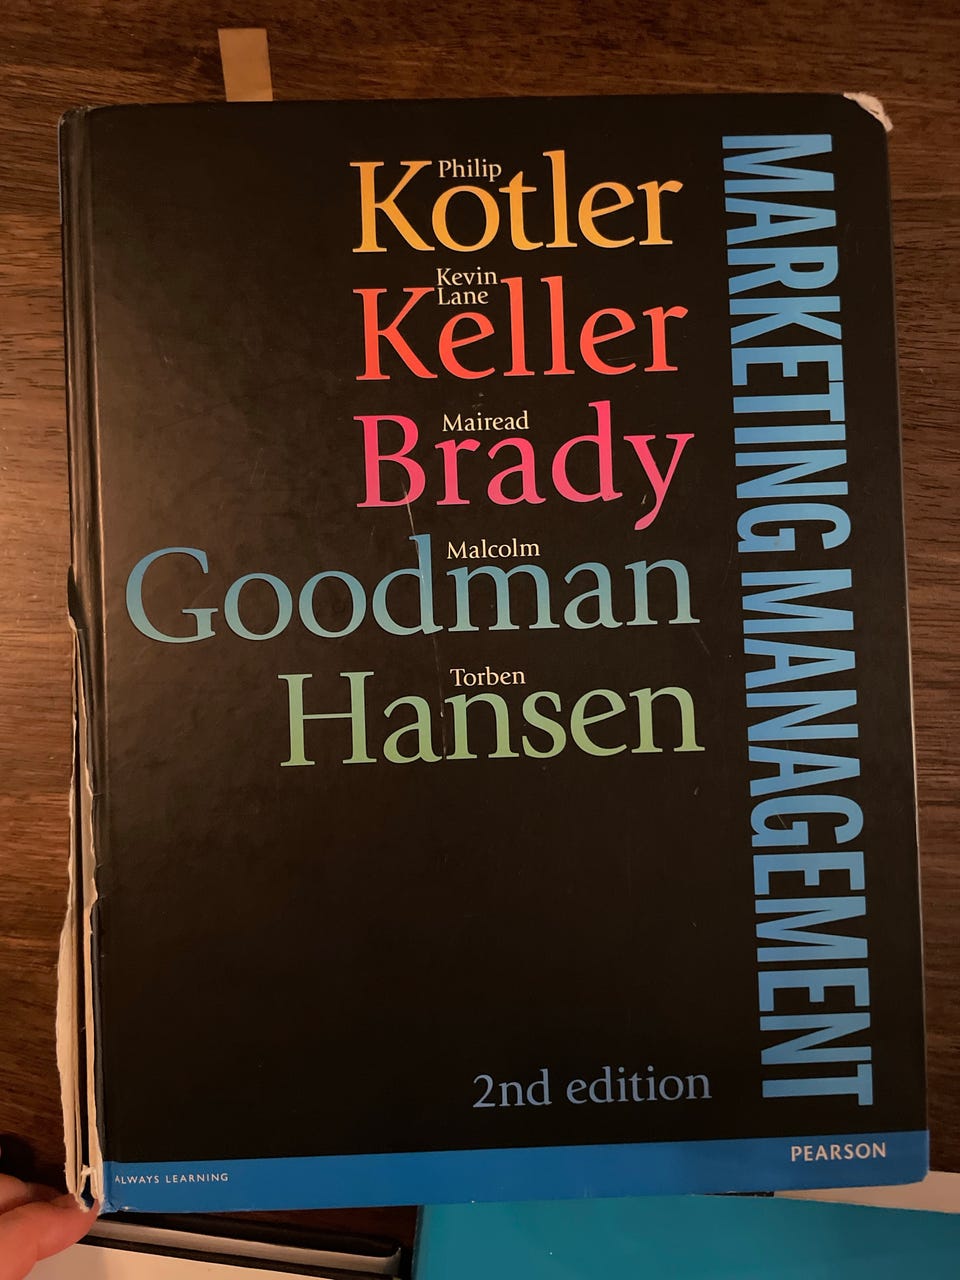 Philip
Kotler
Kevin
Lane
Keller
Mairead
Brady
Malcolm
Goodman
Torben
Hansen
MARKETING MANAGEMENT
2nd edition
PEARSON
ALWAYS LEARNING